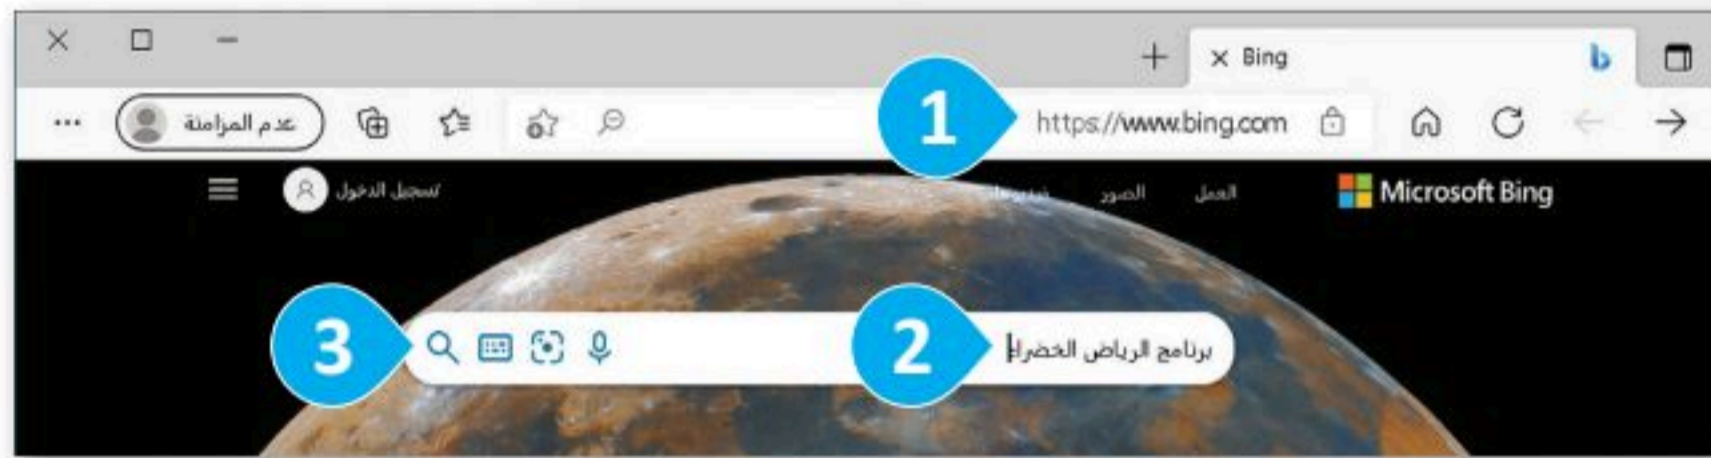 Bing
1
https://www.bing.com
عدم المزامنة
Microsoft Bing
العمل
الصور
تسجيل الدخول
برنامج الرياض الخضراء
2
3